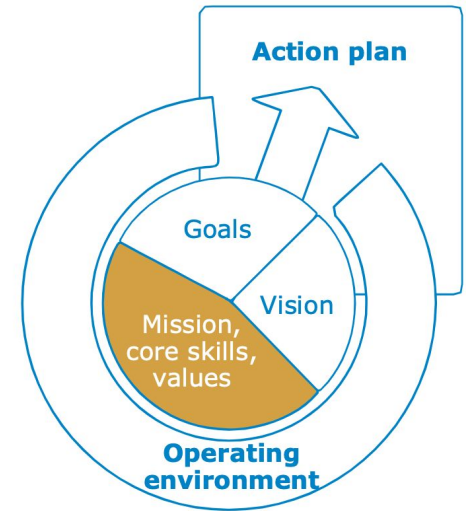 Action plan
Goals
Vision
Mission,
core skills,
values
Operating
environment